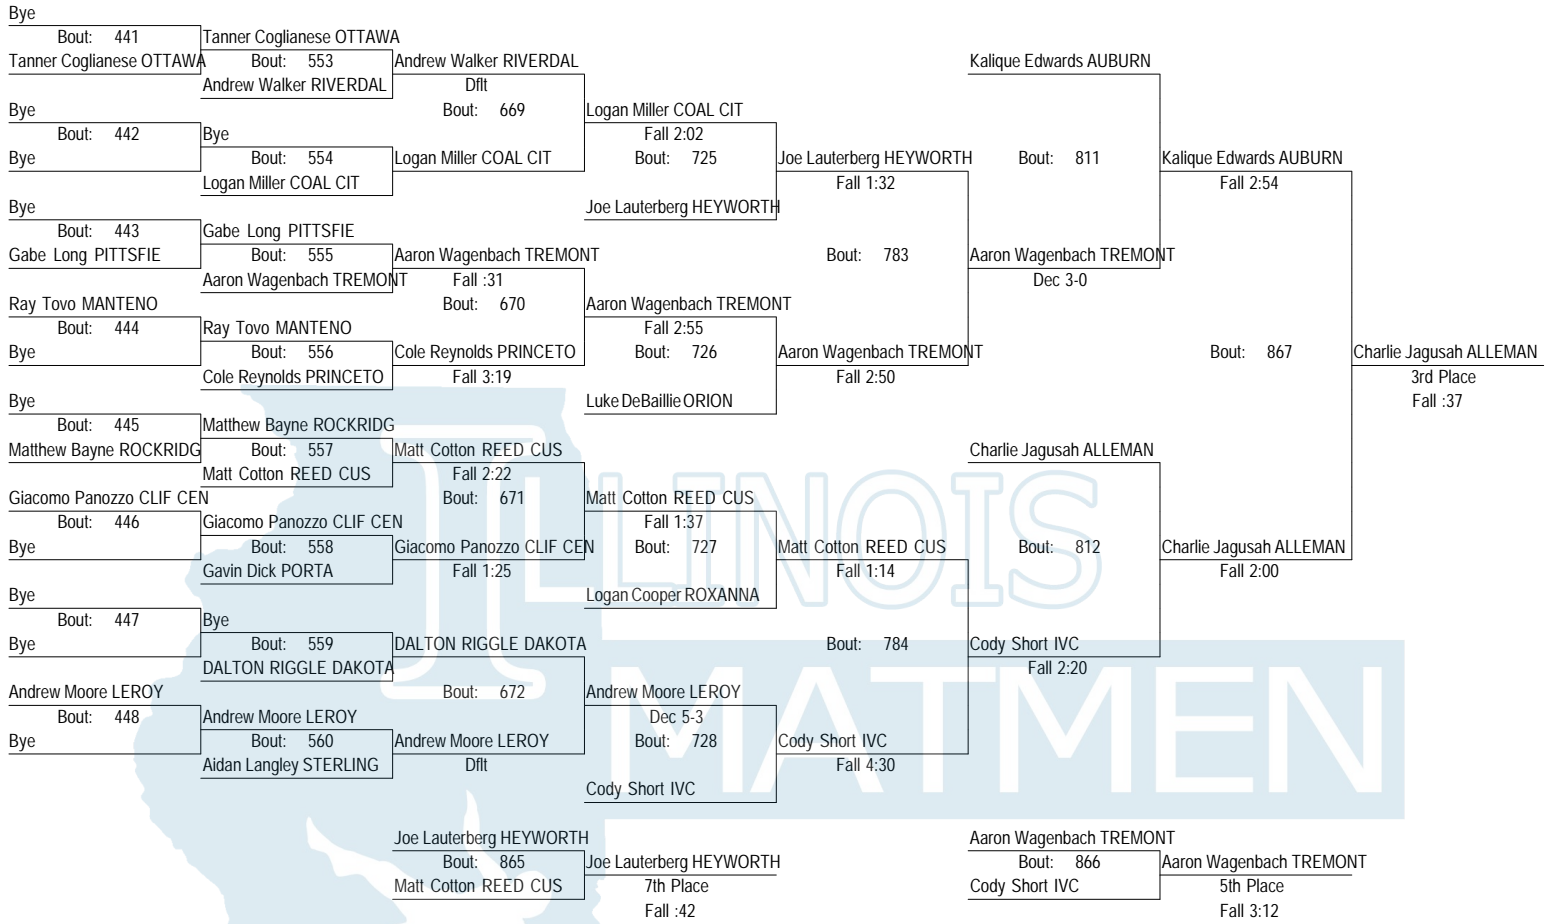 Bye
Bout: 441
Tanner Coglianese OTTAWA
Tanner Coglianese OTTAWA
Bout: 553
Andrew Walker RIVERDAL
Andrew Walker RIVERDAL
Dflt
Bye
Bout: 442
Bye
Bye
Bout: 554
Logan Miller COAL CIT
Logan Miller COAL CIT
Bout: 669
Logan Miller COAL CIT
Fall 2:02
Bout: 725
Joe Lauterberg HEYWORTH
Joe Lauterberg HEYWORTH
Fall 1:32
Bye
Bout: 443
Gabe Long PITTSFIE
Gabe Long PITTSFIE
Bout: 555
Aaron Wagenbach TREMONT
Aaron Wagenbach TREMONT
Fall :31
Ray Tovo MANTENO
Bout: 444
Bye
Ray Tovo MANTENO
Bout: 556
Cole Reynolds PRINCETO
Cole Reynolds PRINCETO
Fall 3:19
Bout: 670
Aaron Wagenbach TREMONT
Fall 2:55
Bout: 726
Luke DeBaillie ORION
Aaron Wagenbach TREMONT
Fall 2:50
Bout: 783
Aaron Wagenbach TREMONT
Dec 3-0
Kalique Edwards AUBURN
Bout: 811
Kalique Edwards AUBURN
Fall 2:54
Bye
Bout: 445
Matthew Bayne ROCKRIDG
Matthew Bayne ROCKRIDG
Bout: 557
Matt Cotton REED CUS
Matt Cotton REED CUS
Fall 2:22
Giacomo Panozzo CLIF CEN
Bout: 446
Bye
Giacomo Panozzo CLIF CEN
Bout: 558
Gavin Dick PORTA
Giacomo Panozzo CLIF CEN
Fall 1:25
Bout: 671
Matt Cotton REED CUS
Fall 1:37
Bout: 727
Logan Cooper ROXANNA
Matt Cotton REED CUS
Fall 1:14
Bye
Bout: 447
Bye
Bye
Bout: 559
DALTON RIGGLE DAKOTA
DALTON RIGGLE DAKOTA
Andrew Moore LEROY
Bout: 448
Bye
Andrew Moore LEROY
Bout: 560
Aidan Langley STERLING
Andrew Moore LEROY
Dflt
Bout: 672
Andrew Moore LEROY
Dec 5-3
Bout: 728
Cody Short IVC
Cody Short IVC
Fall 4:30
Bout: 784
Cody Short IVC
Fall 2:20
Charlie Jagusah ALLEMAN
Bout: 812
Charlie Jagusah ALLEMAN
Fall 2:00
Bout: 867
Charlie Jagusah ALLEMAN
3rd Place
Fall :37
Joe Lauterberg HEYWORTH
Bout: 865
Matt Cotton REED CUS
Joe Lauterberg HEYWORTH
7th Place
Fall :42
Aaron Wagenbach TREMONT
Bout: 866
Cody Short IVC
Aaron Wagenbach TREMONT
5th Place
Fall 3:12
ILLINOIS
MATMEN